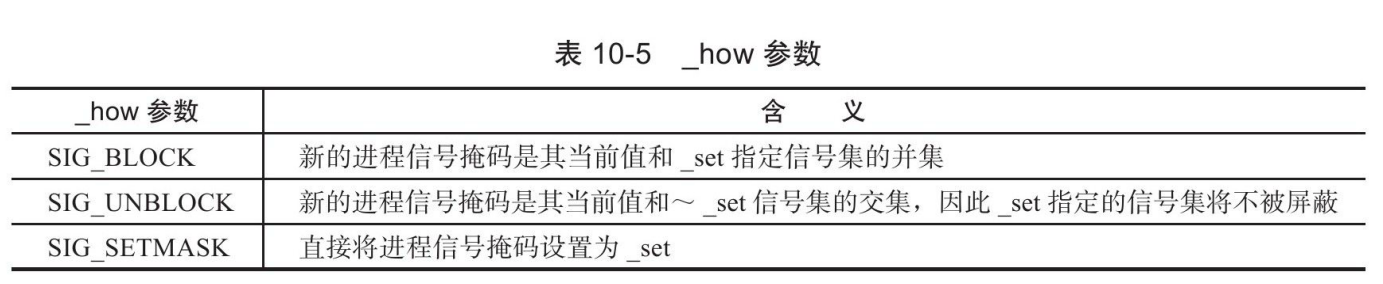 表 10-5 _how 参数
_how 参数 含 义
SIG_BLOCK 新的进程信号掩码是其当前值和 _set 指定信号集的并集
SIG_UNBLOCK 新的进程信号掩码是其当前值和～ _set 信号集的交集，因此 _set 指定的信号集将不被屏蔽
SIG_SETMASK 直接将进程信号掩码设置为 _set